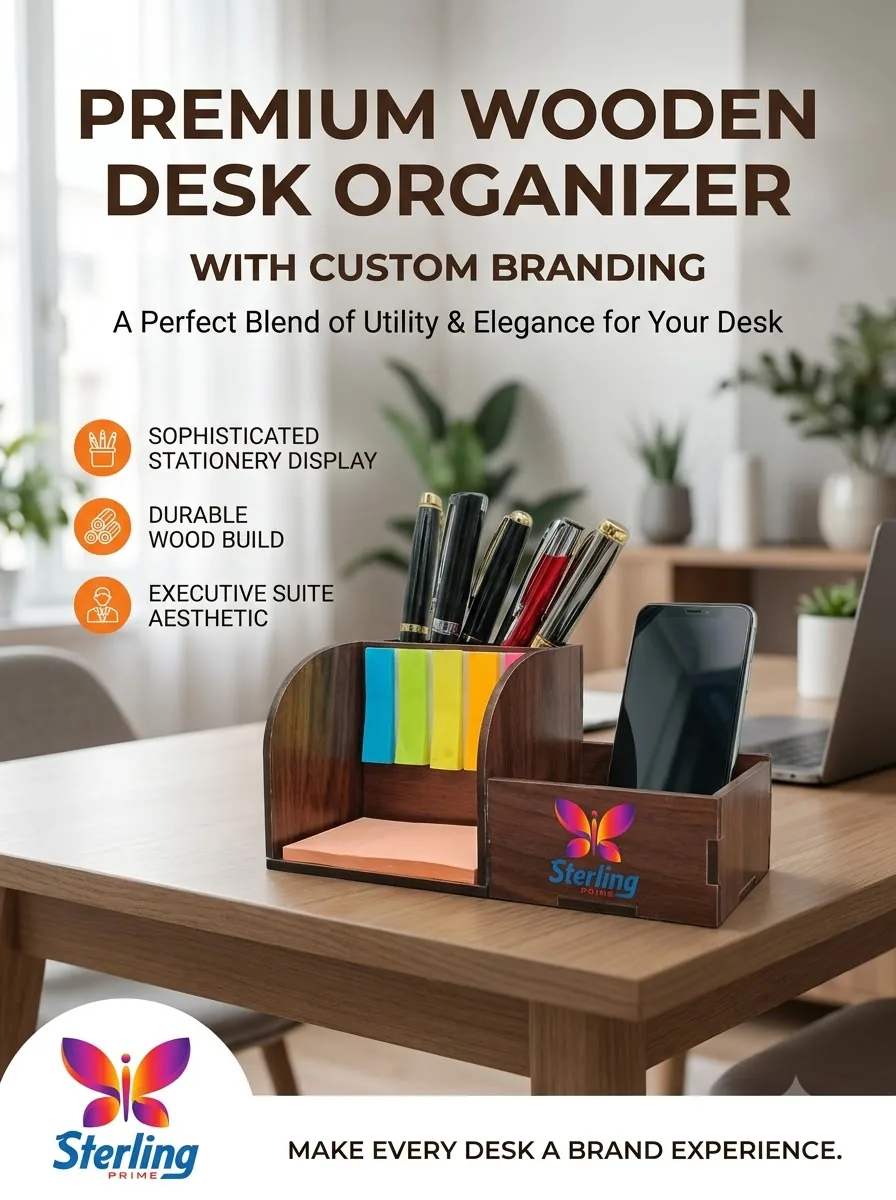 PREMIUM WOODEN
DESK ORGANIZER
WITH CUSTOM BRANDING
A Perfect Blend of Utility & Elegance for Your Desk
SOPHISTICATED
STATIONERY DISPLAY
DURABLE
WOOD BUILD
EXECUTIVE SUITE
AESTHETIC
Sterling
PRIME
Sterling
PRIME
MAKE EVERY DESK A BRAND EXPERIENCE.